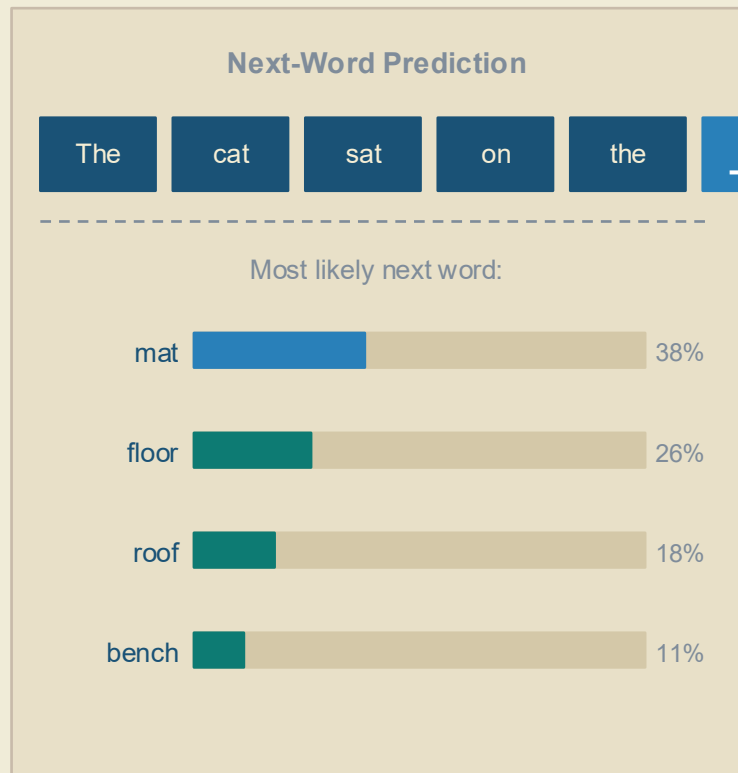 Next-Word Prediction
The cat sat on the _
Most likely next word:
mat 38%
floor 26%
roof 18%
bench 11%